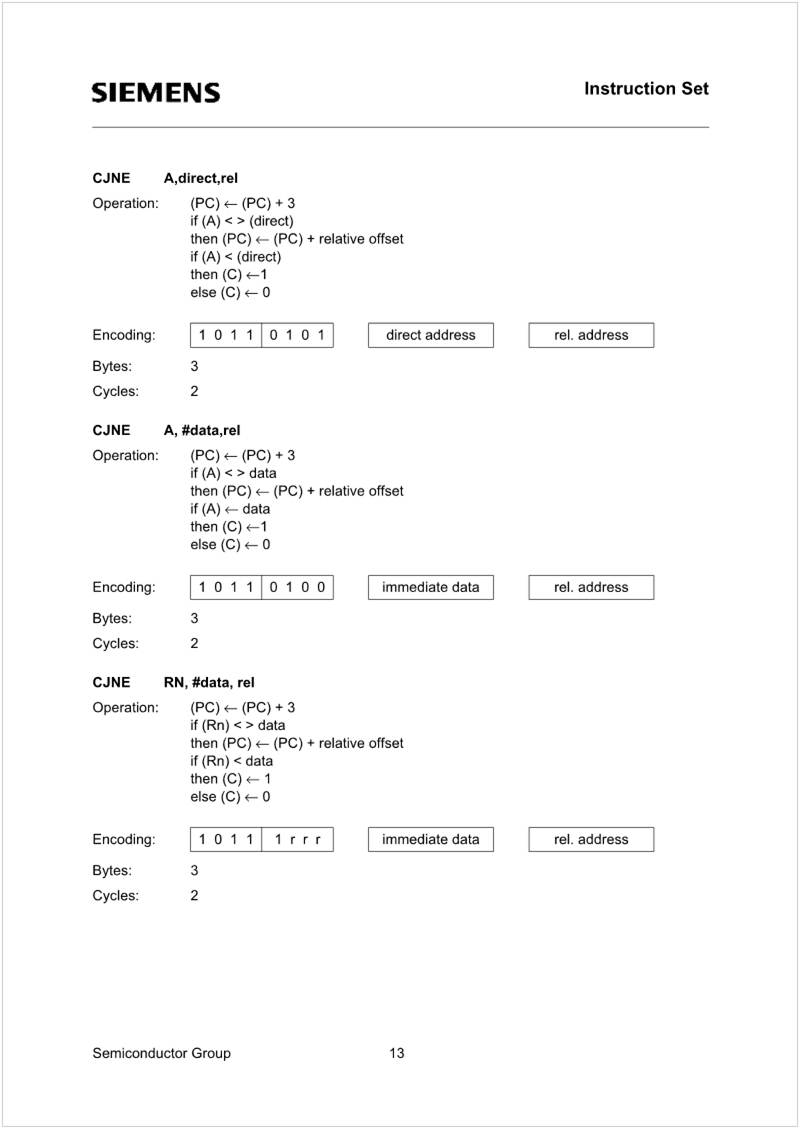 SIEMENS
Instruction Set
CJNE A,direct,rel
Operation: (PC) ← (PC) + 3
if (A) < > (direct)
then (PC) ← (PC) + relative offset
if (A) < (direct)
then (C) ←1
else (C) ← 0
Encoding: 1 0 1 1 0 1 0 1 direct address rel. address
Bytes: 3
Cycles: 2
CJNE A, #data,rel
Operation: (PC) ← (PC) + 3
if (A) < > data
then (PC) ← (PC) + relative offset
if (A) ← data
then (C) ←1
else (C) ← 0
Encoding: 1 0 1 1 0 1 0 0 immediate data rel. address
Bytes: 3
Cycles: 2
CJNE RN, #data, rel
Operation: (PC) ← (PC) + 3
if (Rn) < > data
then (PC) ← (PC) + relative offset
if (Rn) < data
then (C) ← 1
else (C) ← 0
Encoding: 1 0 1 1 1 r r r immediate data rel. address
Bytes: 3
Cycles: 2
Semiconductor Group 13